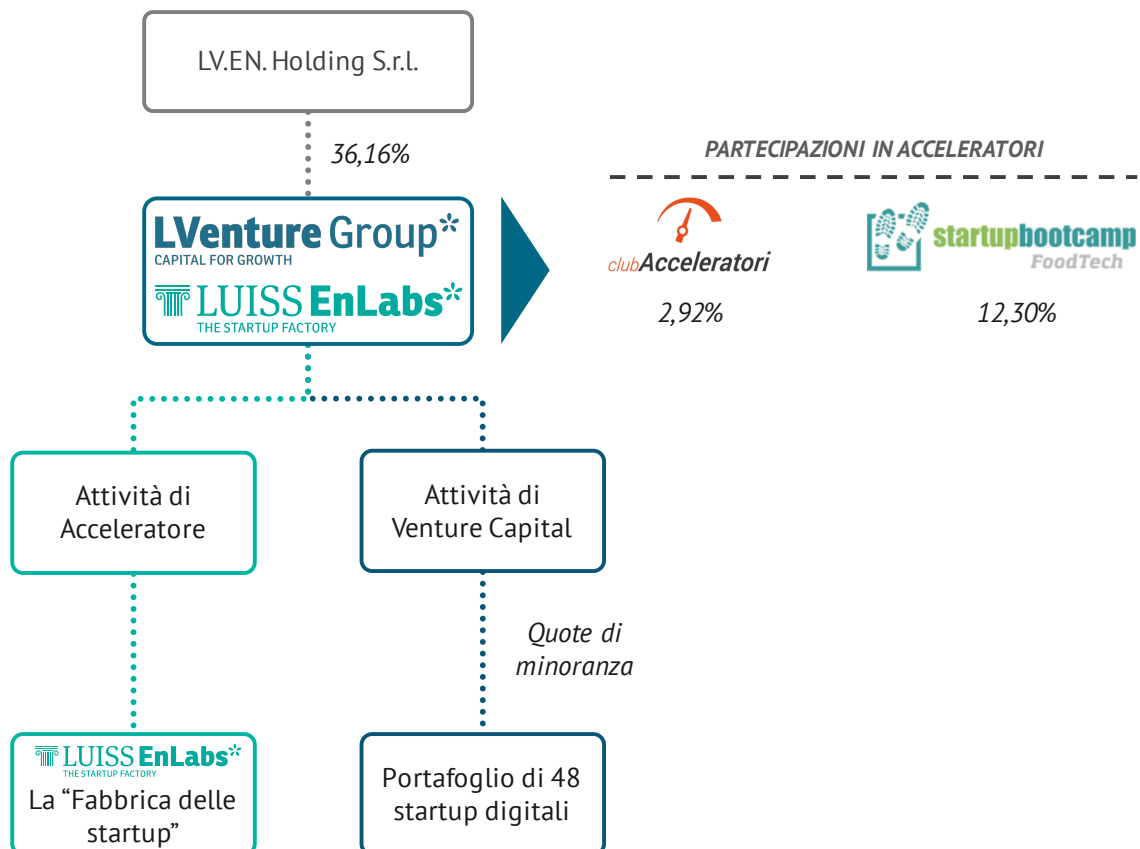 LV.EN. Holding S.r.l.
36,16%
PARTECIPAZIONI IN ACCELERATORI
LVenture Group*
CAPITAL FOR GROWTH
LUISS EnLabs*
THE STARTUP FACTORY
clubAcceleratori
2,92%
startupbootcamp
FoodTech
12,30%
Attività di
Acceleratore
Attività di
Venture Capital
Quote di
minoranza
LUISS EnLabs*
THE STARTUP FACTORY
La “Fabbrica delle
startup”
Portafoglio di 48
startup digitali